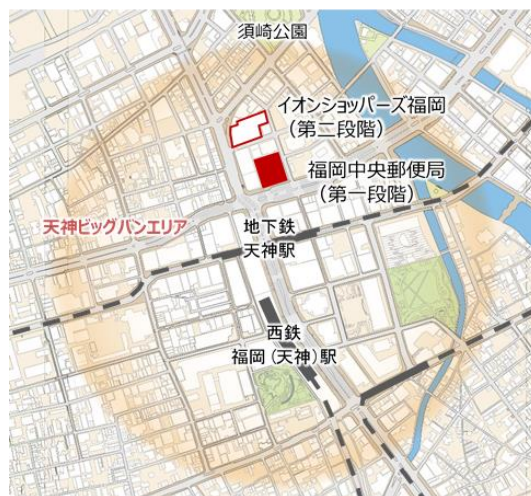 須崎公園
イオンショッパーズ福岡
（第二段階）
福岡中央郵便局
（第一段階）
天神ビッグバンエリア
地下鉄
天神駅
西鉄
福岡（天神）駅